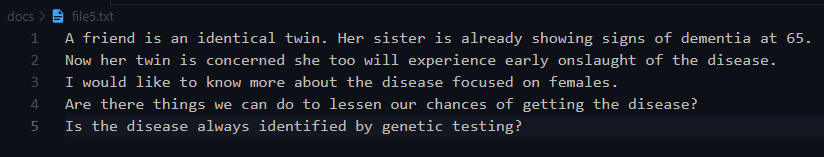 docs > file5.txt
1 A friend is an identical twin. Her sister is already showing signs of dementia at 65.
2 Now her twin is concerned she too will experience early onslaught of the disease.
3 I would like to know more about the disease focused on females.
4 Are there things we can do to lessen our chances of getting the disease?
5 Is the disease always identified by genetic testing?